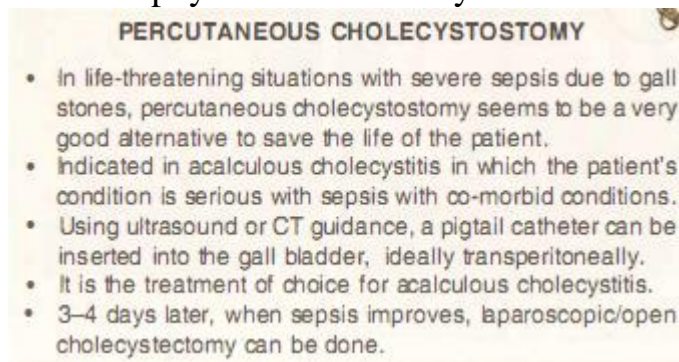 PERCUTANEOUS CHOLECYSTOSTOMY
• In life-threatening situations with severe sepsis due to gall
stones, percutaneous cholecystostomy seems to be a very
good alternative to save the life of the patient.
• Indicated in acalculous cholecystitis in which the patient's
condition is serious with sepsis with co-morbid conditions.
• Using ultrasound or CT guidance, a pigtail catheter can be
inserted into the gall bladder, ideally transperitoneally.
• It is the treatment of choice for acalculous cholecystitis.
• 3–4 days later, when sepsis improves, laparoscopic/open
cholecystectomy can be done.